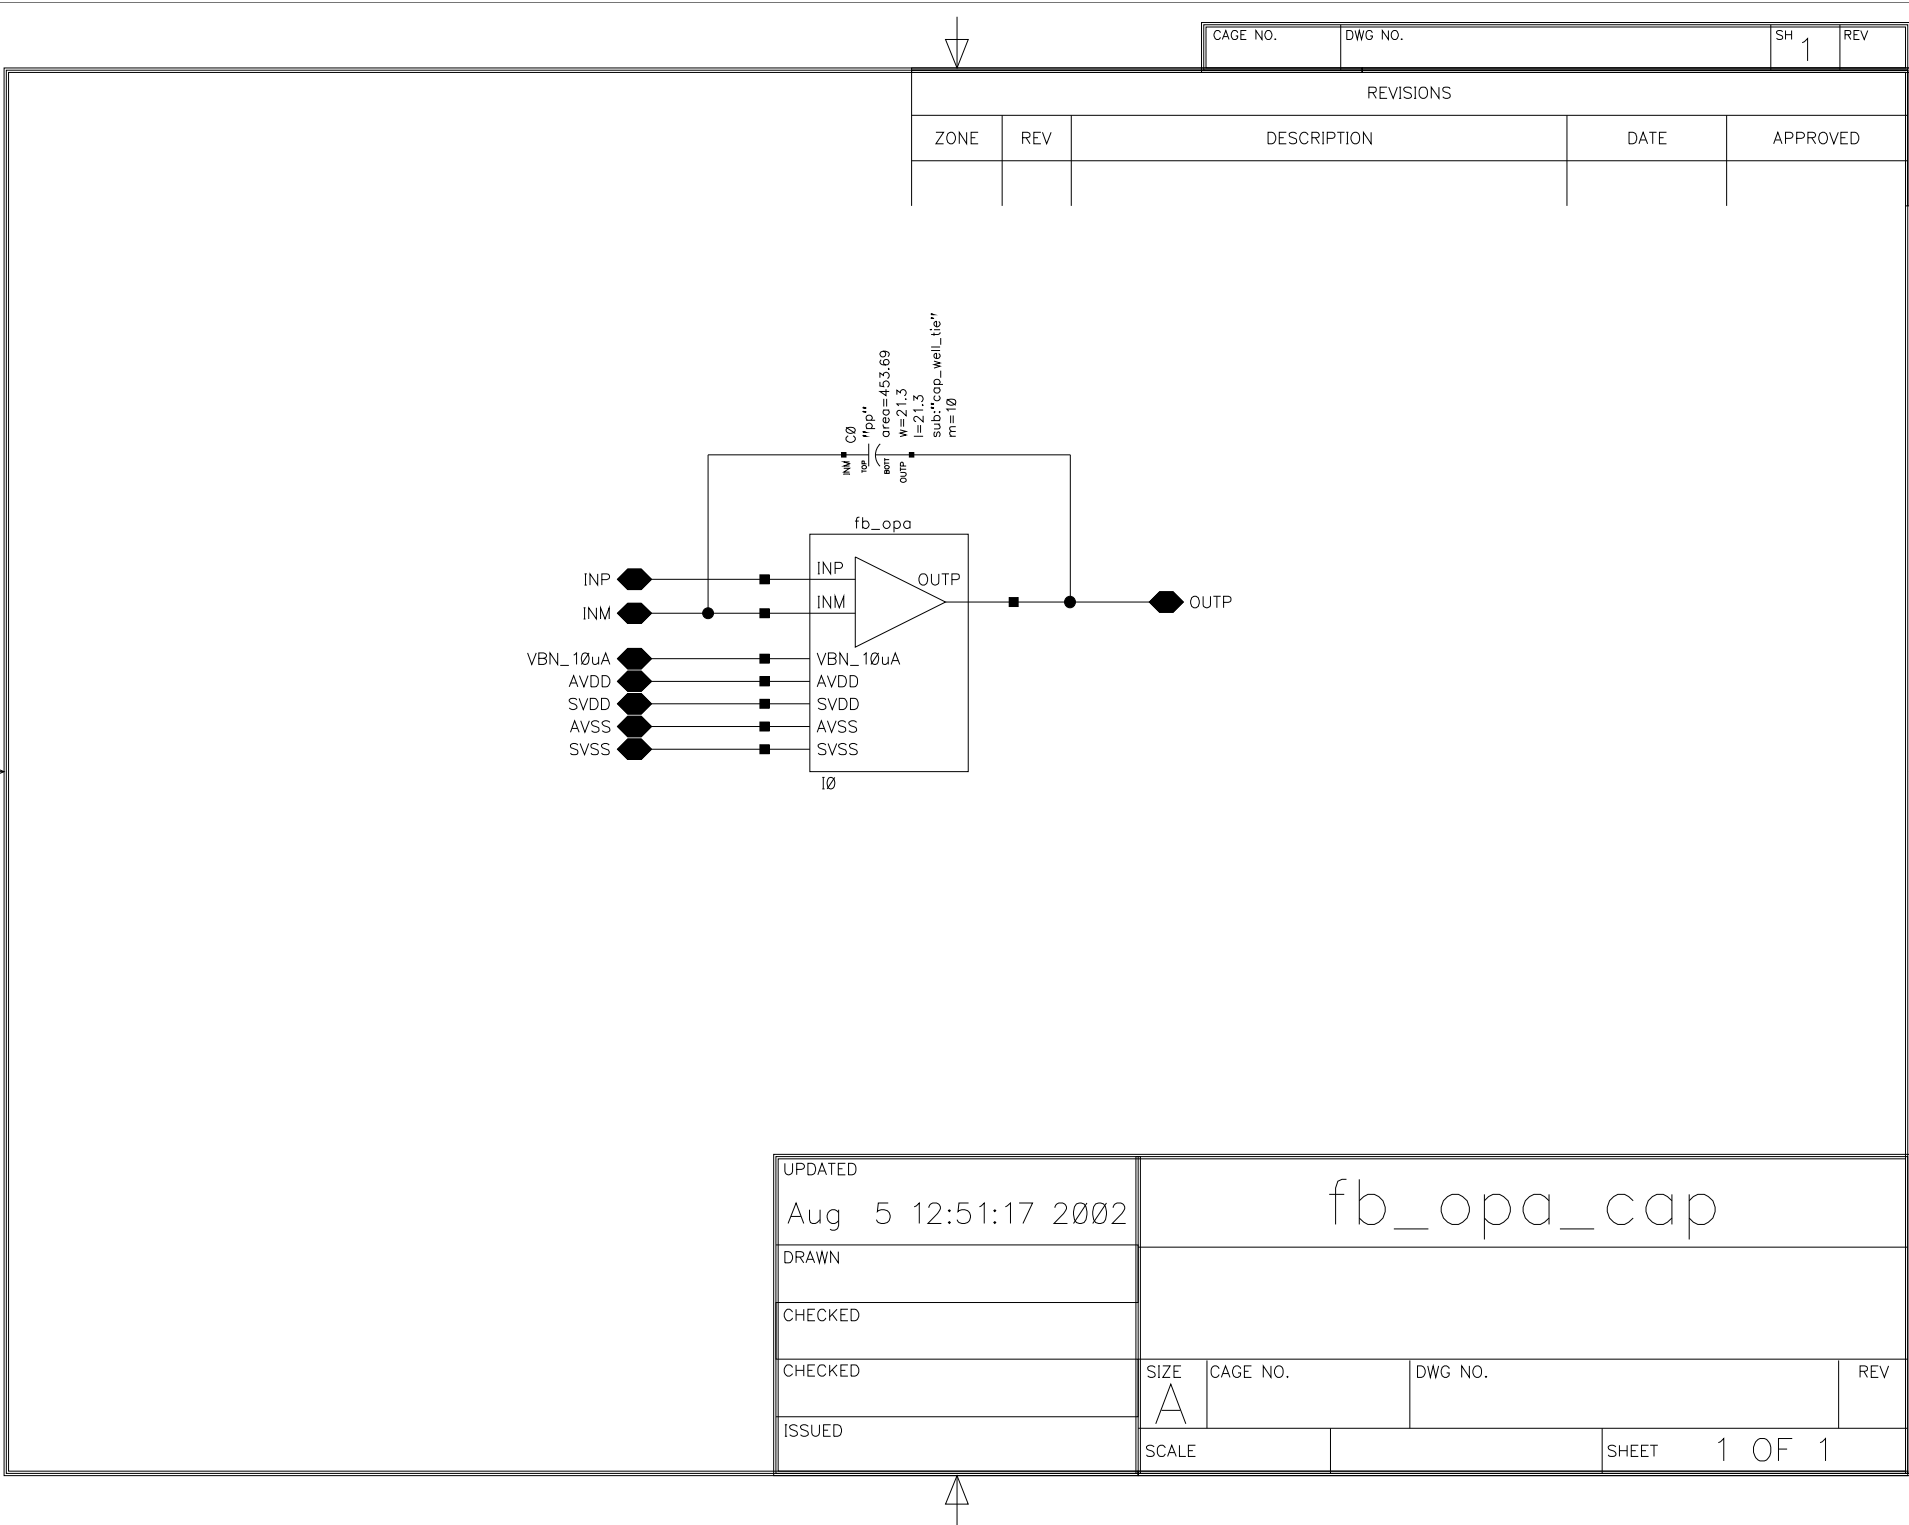 CAGE NO. DWG NO. SH 1 REV
REVISIONS
ZONE REV DESCRIPTION DATE APPROVED
C0
"pp"
area=453.69
w=21.3
l=21.3
sub:"cap_well_tie"
m=10
INM TOP BOTT OUTP
fb_opa
INP INP OUTP
INM INM OUTP
VBN_10uA VBN_10uA
AVDD AVDD
SVDD SVDD
AVSS AVSS
SVSS SVSS
I0
UPDATED
Aug 5 12:51:17 2002
fb_opa_cap
DRAWN
CHECKED
CHECKED
SIZE CAGE NO. DWG NO. REV
A
ISSUED
SCALE SHEET 1 OF 1